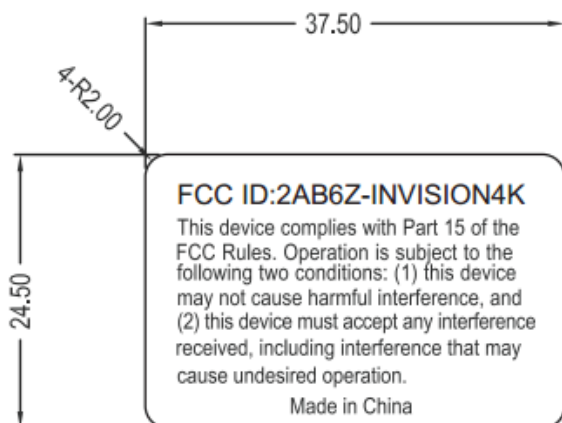 37.50
4-R2.00
24.50
FCC ID:2AB6Z-INVISION4K
This device complies with Part 15 of the
FCC Rules. Operation is subject to the
following two conditions: (1) this device
may not cause harmful interference, and
(2) this device must accept any interference
received, including interference that may
cause undesired operation.
Made in China